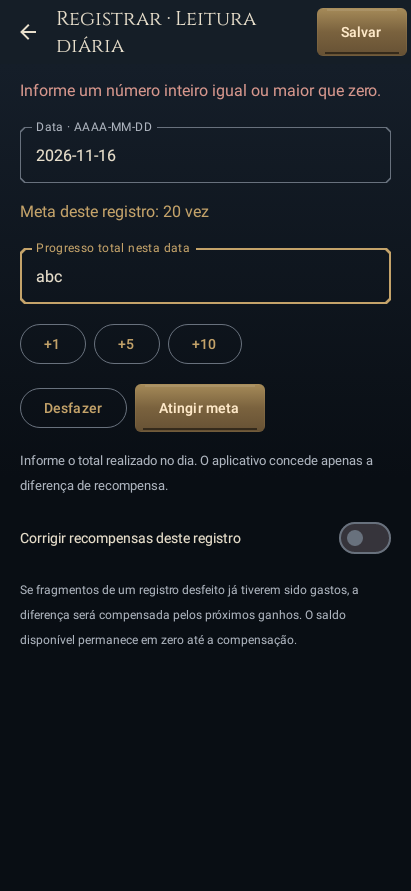 Registrar · Leitura
diária
Salvar
Informe um número inteiro igual ou maior que zero.
Data · AAAA-MM-DD
2026-11-16
Meta deste registro: 20 vez
Progresso total nesta data
abc
+1
+5
+10
Desfazer
Atingir meta
Informe o total realizado no dia. O aplicativo concede apenas a
diferença de recompensa.
Corrigir recompensas deste registro
Se fragmentos de um registro desfeito já tiverem sido gastos, a
diferença será compensada pelos próximos ganhos. O saldo
disponível permanece em zero até a compensação.